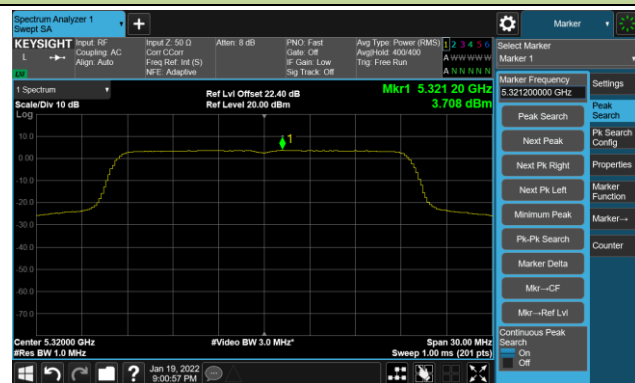 Spectrum Analyzer 1
Swept SA
Marker
KEYSIGHT
L
Input: RF
Coupling: AC
Align: Auto
Input Z: 50 Ω
Corr CCorr
Freq Ref: Int (S)
NFE: Adaptive
Atten: 8 dB
PNO: Fast
Gate: Off
IF Gain: Low
Sig Track: Off
Avg Type: Power (RMS)
Avg|Hold: 400/400
Trig: Free Run
1 2 3 4 5 6
A W W W W W
A N N N N N
Select Marker
Marker 1
1 Spectrum
Scale/Div 10 dB
Log
Ref Lvl Offset 22.40 dB
Ref Level 20.00 dBm
Mkr1 5.321 20 GHz
3.708 dBm
10.0
0.00
-10.0
-20.0
-30.0
-40.0
-50.0
-60.0
-70.0
1
Center 5.32000 GHz
#Res BW 1.0 MHz
#Video BW 3.0 MHz*
Span 30.00 MHz
Sweep 1.00 ms (201 pts)
Marker Frequency
5.321200000 GHz
Peak Search
Next Peak
Next Pk Right
Next Pk Left
Minimum Peak
Pk-Pk Search
Marker Delta
Mkr→CF
Mkr→Ref Lvl
Continuous Peak
Search
On
Off
Settings
Peak
Search
Pk Search
Config
Properties
Marker
Function
Marker→
Counter
Jan 19, 2022
9:00:57 PM